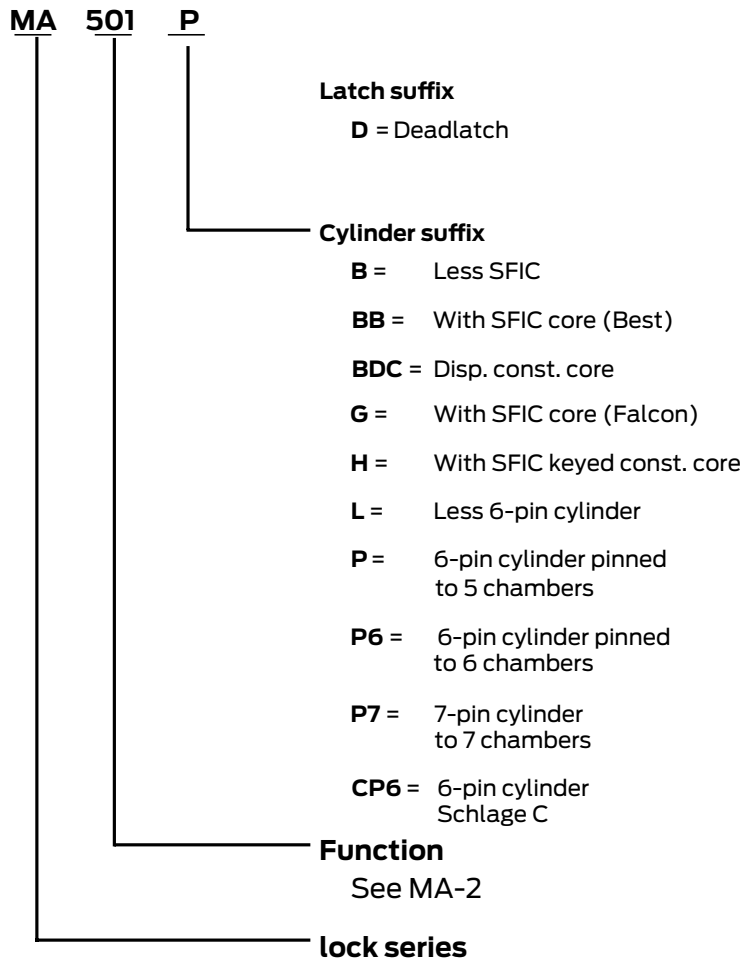 MA 501 P
Latch suffix
D = Deadlatch
Cylinder suffix
B = Less SFIC
BB = With SFIC core (Best)
BDC = Disp. const. core
G = With SFIC core (Falcon)
H = With SFIC keyed const. core
L = Less 6-pin cylinder
P = 6-pin cylinder pinned
to 5 chambers
P6 = 6-pin cylinder pinned
to 6 chambers
P7 = 7-pin cylinder
to 7 chambers
CP6 = 6-pin cylinder
Schlage C
Function
See MA-2
lock series